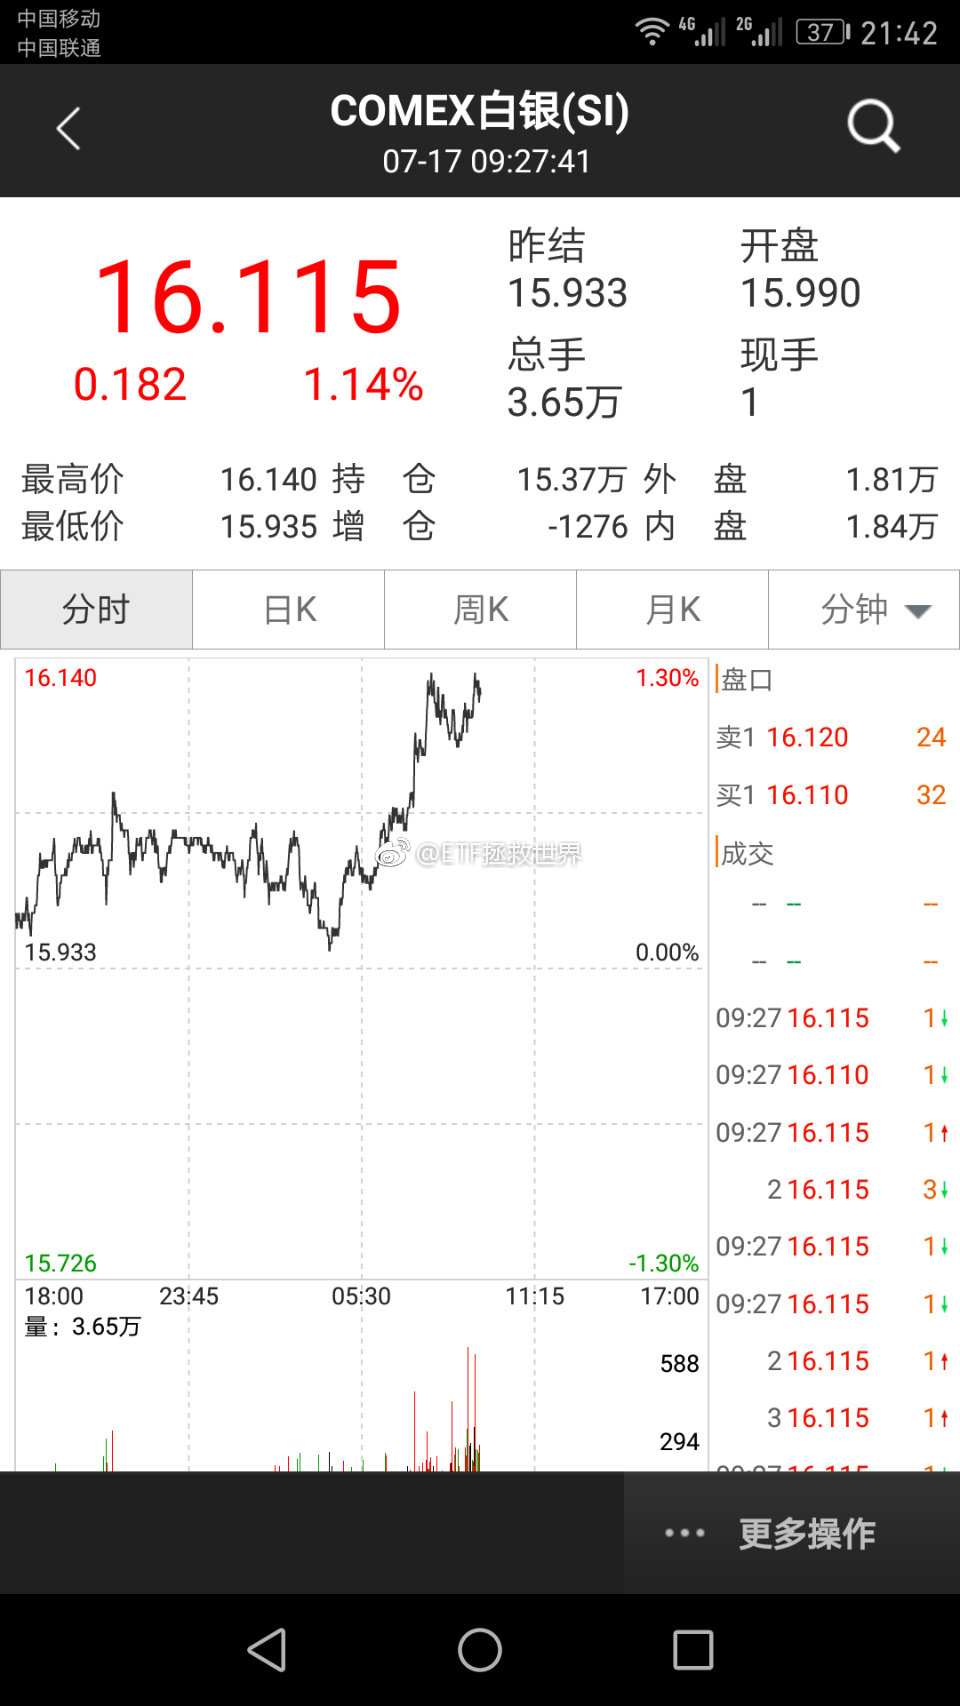 中国移动
中国联通
4G 2G 37 21:42
COMEX白银(SI)
07-17 09:27:41
16.115
0.182 1.14%
昨结 开盘
15.933 15.990
总手 现手
3.65万 1
最高价 16.140 持仓 15.37万 外盘 1.81万
最低价 15.935 增仓 -1276 内盘 1.84万
分时 日K 周K 月K 分钟
16.140 1.30%
15.933 0.00%
15.726 -1.30%
18:00 23:45 05:30 11:15 17:00
量: 3.65万
588
294
@ETF拯救世界
盘口
卖1 16.120 24
买1 16.110 32
成交
-- -- --
-- -- --
09:27 16.115 1↓
09:27 16.110 1↓
09:27 16.115 1↑
2 16.115 3↓
09:27 16.115 1↓
09:27 16.115 1↓
2 16.115 1↑
3 16.115 1↑
··· 更多操作